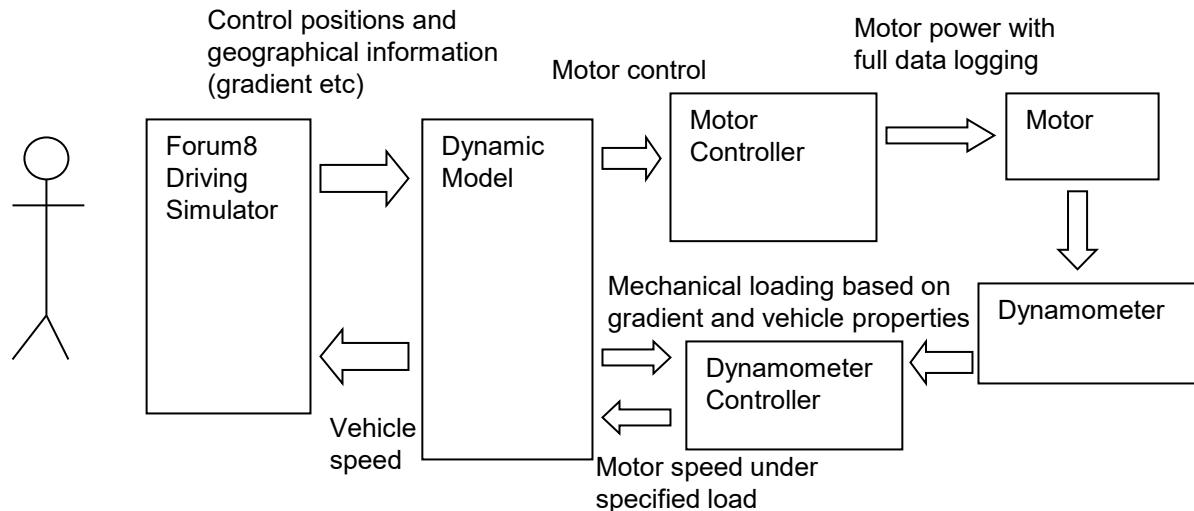 Control positions and
geographical information
(gradient etc)
Motor control
Motor power with
full data logging
Forum8
Driving
Simulator
Dynamic
Model
Motor
Controller
Motor
Mechanical loading based on
gradient and vehicle properties
Dynamometer
Dynamometer
Controller
Vehicle
speed
Motor speed under
specified load